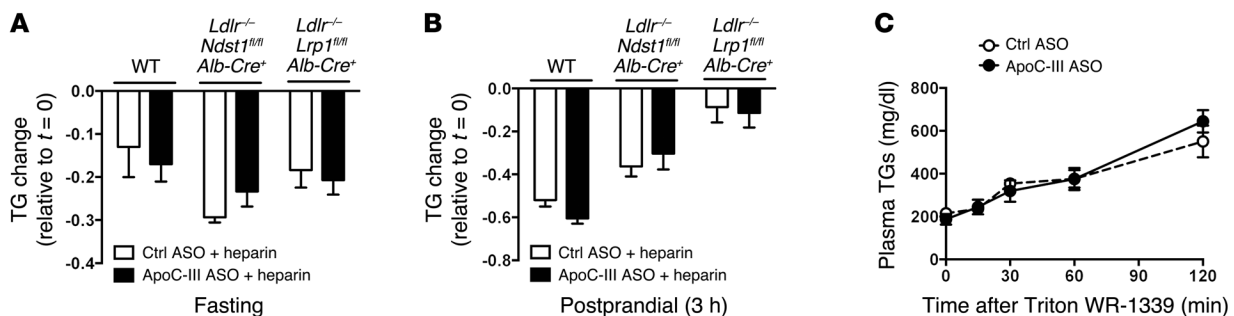 A
TG change
(relative to t = 0)
WT
Ldlr–/–
Ndst1fl/fl
Alb-Cre+
Ldlr–/–
Lrp1fl/fl
Alb-Cre+
0.0
-0.1
-0.2
-0.3
-0.4
Ctrl ASO + heparin
ApoC-III ASO + heparin
Fasting
B
TG change
(relative to t = 0)
WT
Ldlr–/–
Ndst1fl/fl
Alb-Cre+
Ldlr–/–
Lrp1fl/fl
Alb-Cre+
0.0
-0.2
-0.4
-0.6
-0.8
Ctrl ASO + heparin
ApoC-III ASO + heparin
Postprandial (3 h)
C
Ctrl ASO
ApoC-III ASO
Plasma TGs (mg/dl)
800
600
400
200
0
0 30 60 90 120
Time after Triton WR-1339 (min)